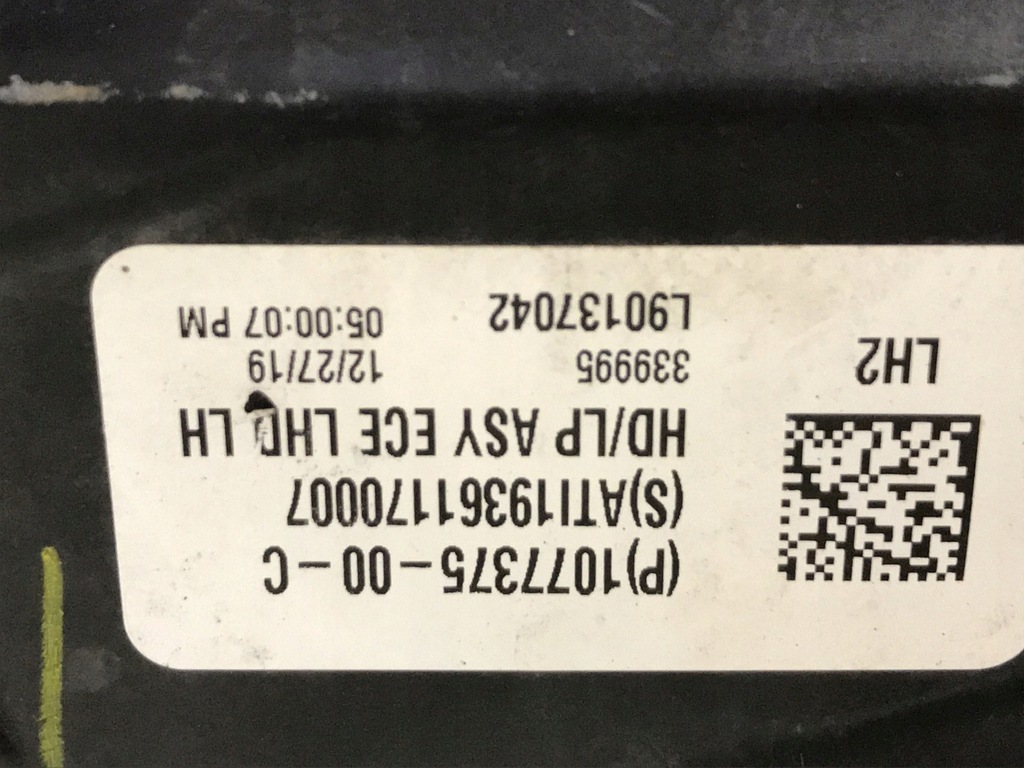 (P)1077375-00-C
(S)ATI19361170007
HD/LP ASY ECE LHD LH
339995 12/27/19
L90137042 05:00:07 PM
LH2